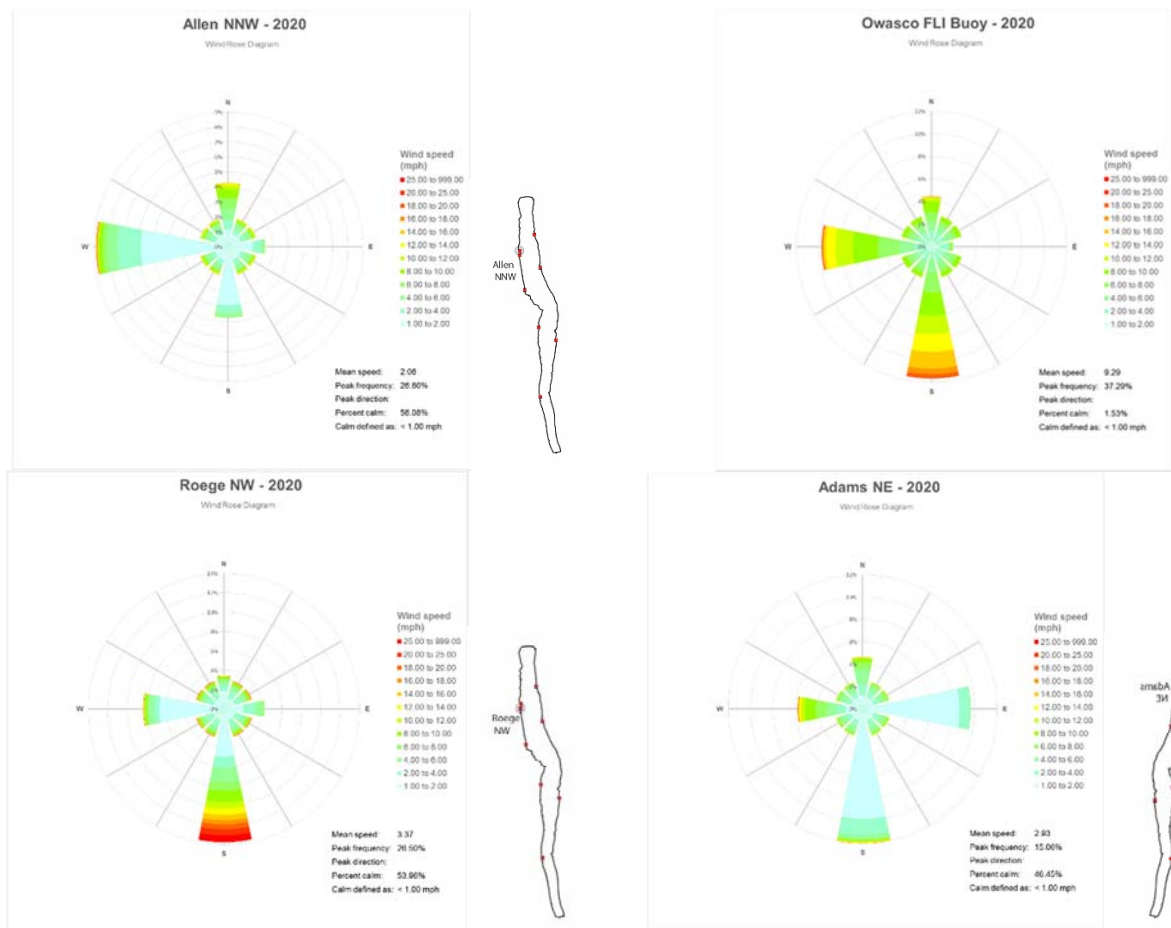 Allen NNW - 2020
Wind Rose Diagram
N
W
E
S
Wind speed
(mph)
25.00 to 999.00
20.00 to 25.00
18.00 to 20.00
16.00 to 18.00
14.00 to 16.00
12.00 to 14.00
10.00 to 12.00
8.00 to 10.00
6.00 to 8.00
4.00 to 6.00
2.00 to 4.00
1.00 to 2.00
Mean speed: 2.06
Peak frequency: 26.60%
Peak direction:
Percent calm: 56.08%
Calm defined as: < 1.00 mph
Allen
NNW
Owasco FLI Buoy - 2020
Wind Rose Diagram
N
W
E
S
Wind speed
(mph)
25.00 to 999.00
20.00 to 25.00
18.00 to 20.00
16.00 to 18.00
14.00 to 16.00
12.00 to 14.00
10.00 to 12.00
8.00 to 10.00
6.00 to 8.00
4.00 to 6.00
2.00 to 4.00
1.00 to 2.00
Mean speed: 9.29
Peak frequency: 37.29%
Peak direction:
Percent calm: 1.53%
Calm defined as: < 1.00 mph
Roege NW - 2020
Wind Rose Diagram
N
W
E
S
Wind speed
(mph)
25.00 to 999.00
20.00 to 25.00
18.00 to 20.00
16.00 to 18.00
14.00 to 16.00
12.00 to 14.00
10.00 to 12.00
8.00 to 10.00
6.00 to 8.00
4.00 to 6.00
2.00 to 4.00
1.00 to 2.00
Mean speed: 3.37
Peak frequency: 26.50%
Peak direction:
Percent calm: 53.96%
Calm defined as: < 1.00 mph
Roege
NW
Adams NE - 2020
Wind Rose Diagram
N
W
E
S
Wind speed
(mph)
25.00 to 999.00
20.00 to 25.00
18.00 to 20.00
16.00 to 18.00
14.00 to 16.00
12.00 to 14.00
10.00 to 12.00
8.00 to 10.00
6.00 to 8.00
4.00 to 6.00
2.00 to 4.00
1.00 to 2.00
Mean speed: 2.93
Peak frequency: 15.06%
Peak direction:
Percent calm: 46.45%
Calm defined as: < 1.00 mph
Adams
NE